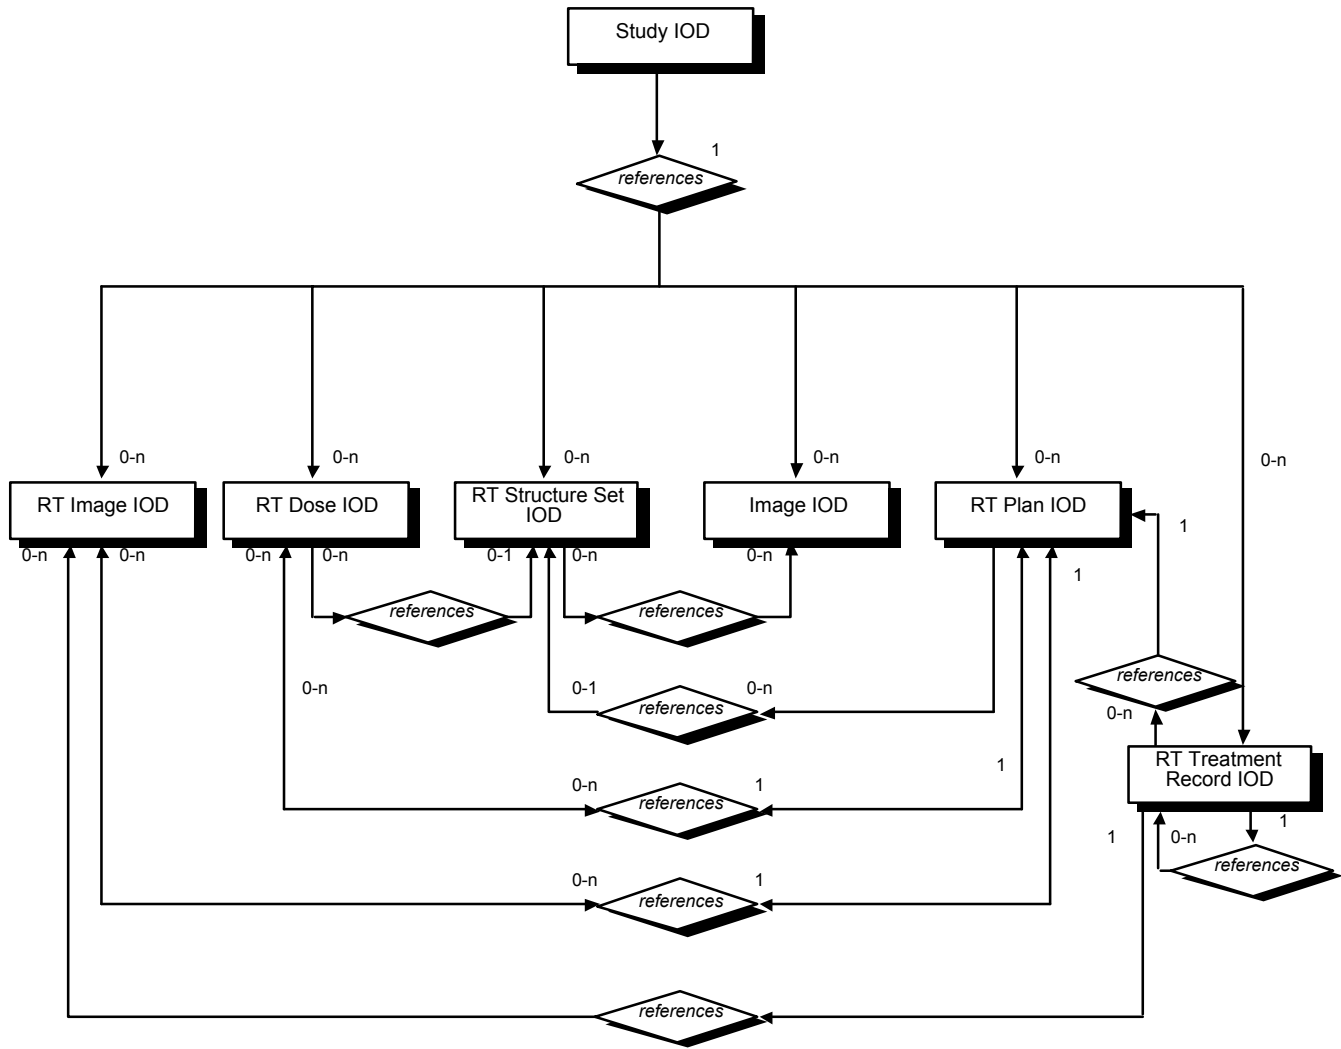 Study IOD
1
references
0-n
0-n
0-n
0-n
0-n
0-n
RT Image IOD
RT Dose IOD
RT Structure Set
IOD
Image IOD
RT Plan IOD
1
0-n
0-n
0-n
0-n
0-1
0-n
0-n
1
references
references
references
0-n
0-1
references
0-n
0-n
RT Treatment
Record IOD
1
0-n
references
1
1
1
0-n
references
0-n
references
1
references